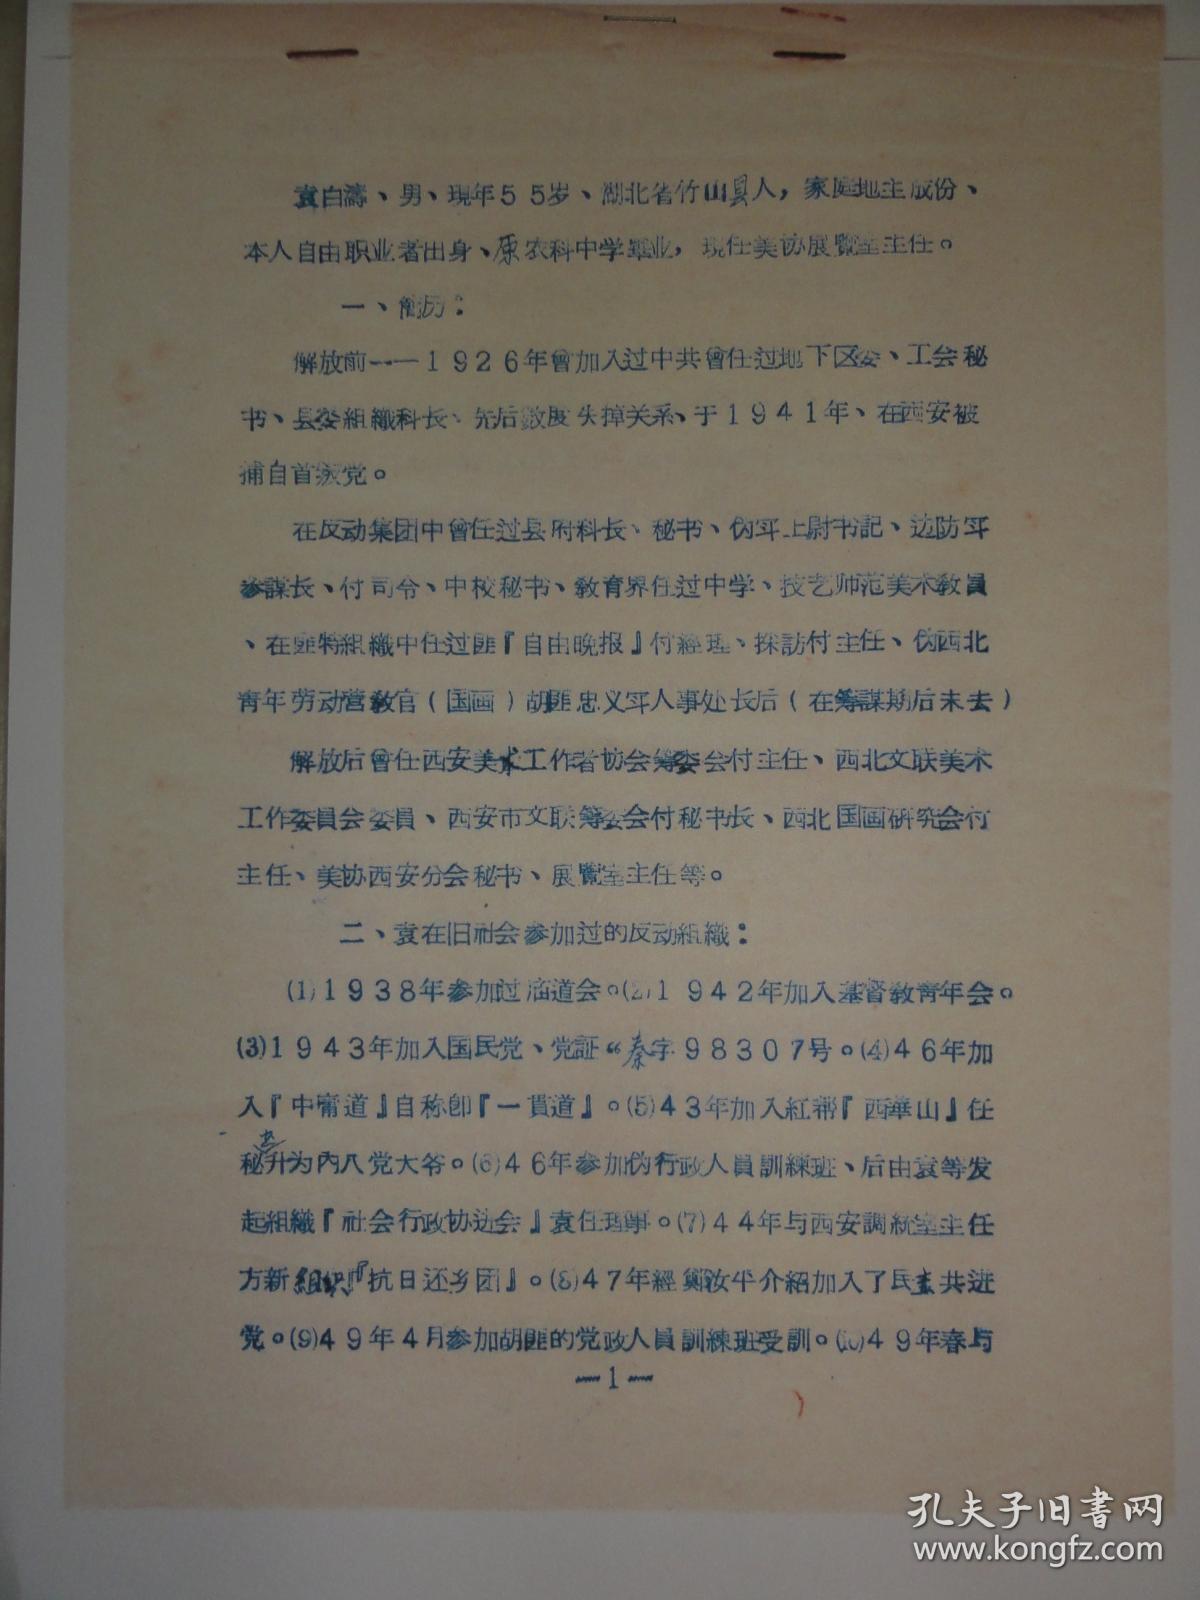 袁白濤、男、現年55岁、湖北省竹山县人，家庭地主成份、
本人自由职业者出身、原农科中学畢业，現任美协展覽室主任。
一、簡历：
解放前——1926年曾加入过中共曾任过地下区委、工会秘
书、县委組織科长、先后数度失掉关系、于1941年、在西安被
捕自首叛党。
在反动集团中曾任过县府科长、秘书、伪军上尉书記、边防军
参謀长、付司令、中校秘书、教育界任过中学、技艺师范美术教員
、在匪特組織中任过匪『自由晚报』付經理、採訪付主任、伪西北
青年劳动营教官（国画）胡匪忠义军人事处长后（在筹謀期后未去）
解放后曾任西安美术工作者协会筹委会付主任、西北文联美术
工作委員会委員、西安市文联筹委会付秘书长、西北国画研究会付
主任、美协西安分会秘书、展覽室主任等。
二、袁在旧社会参加过的反动組織：
(1)1938年参加过庙道会。(2)1942年加入基督教青年会。
(3)1943年加入国民党、党証“秦字98307号。(4)46年加
入『中甯道』自称即『一貫道』。(5)43年加入紅帮『西華山』任
秘书升为内八党大爷。(6)46年参加伪行政人員訓練班、后由袁等发
起組織『社会行政协进会』袁任理事。(7)44年与西安調統室主任
方新組织『抗日还乡团』。(8)47年經鄭汝平介紹加入了民主共进
党。(9)49年4月参加胡匪的党政人員訓練班受訓。(10)49年春与
—1—
孔夫子旧书网
www.kongfz.com